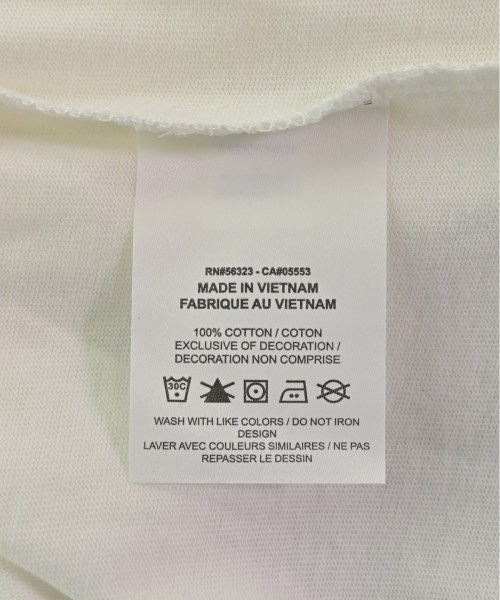 RN#56323 - CA#05553
MADE IN VIETNAM
FABRIQUE AU VIETNAM
100% COTTON / COTON
EXCLUSIVE OF DECORATION /
DECORATION NON COMPRISE
30C
WASH WITH LIKE COLORS / DO NOT IRON
DESIGN
LAVER AVEC COULEURS SIMILAIRES / NE PAS
REPASSER LE DESSIN